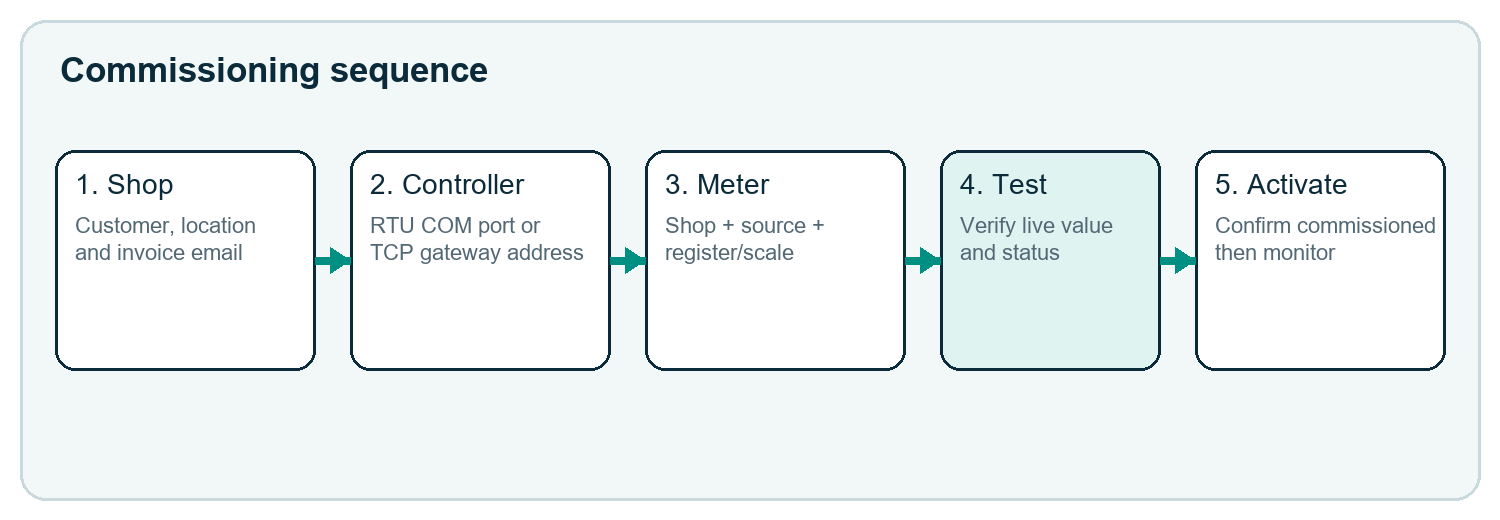 Commissioning sequence
1. Shop
Customer, location
and invoice email
2. Controller
RTU COM port or
TCP gateway address
3. Meter
Shop + source +
register/scale
4. Test
Verify live value
and status
5. Activate
Confirm commissioned
then monitor